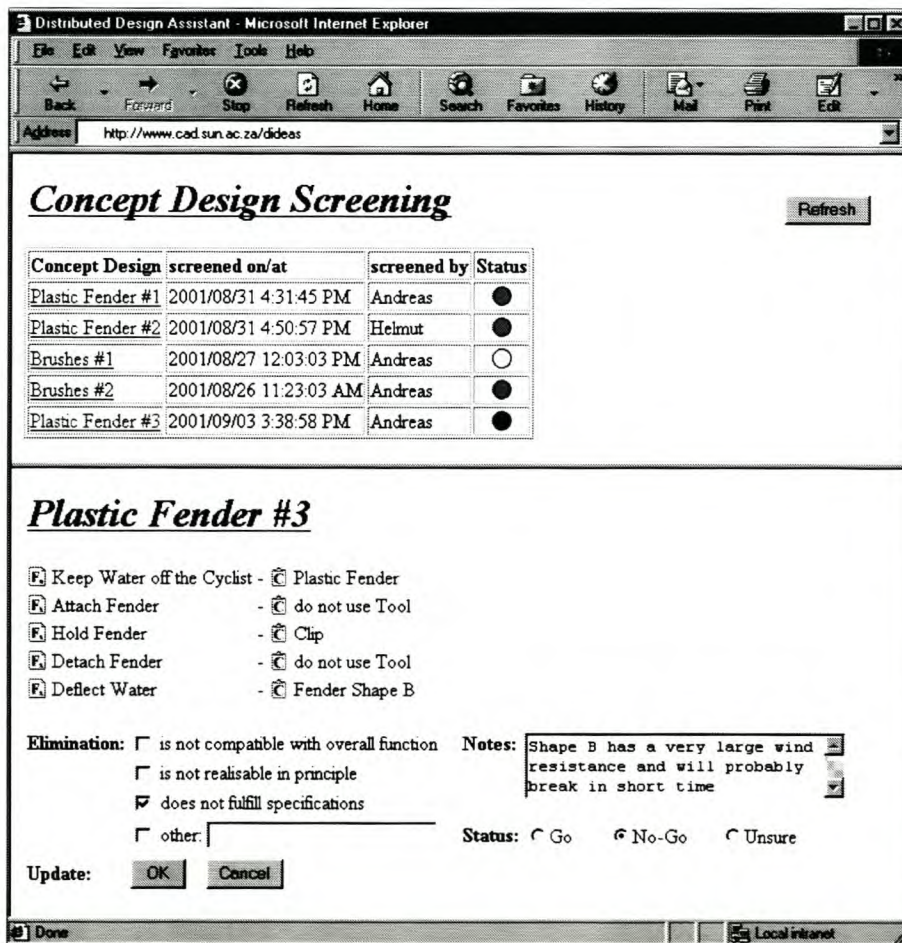 Distributed Design Assistant - Microsoft Internet Explorer
File Edit View Favorites Tools Help
Back Forward Stop Refresh Home Search Favorites History Mail Print Edit
Address http://www.cad.sun.ac.za/dideas
Concept Design Screening
Refresh
Concept Design screened on/at screened by Status
Plastic Fender #1 2001/08/31 4:31:45 PM Andreas
Plastic Fender #2 2001/08/31 4:50:57 PM Helmut
Brushes #1 2001/08/27 12:03:03 PM Andreas
Brushes #2 2001/08/26 11:23:03 AM Andreas
Plastic Fender #3 2001/09/03 3:38:58 PM Andreas
Plastic Fender #3
F Keep Water off the Cyclist - C Plastic Fender
F Attach Fender - C do not use Tool
F Hold Fender - C Clip
F Detach Fender - C do not use Tool
F Deflect Water - C Fender Shape B
Elimination: is not compatible with overall function
is not realisable in principle
does not fulfill specifications
other:
Notes: Shape B has a very large wind
resistance and will probably
break in short time
Status: Go No-Go Unsure
Update: OK Cancel
Done Local intranet